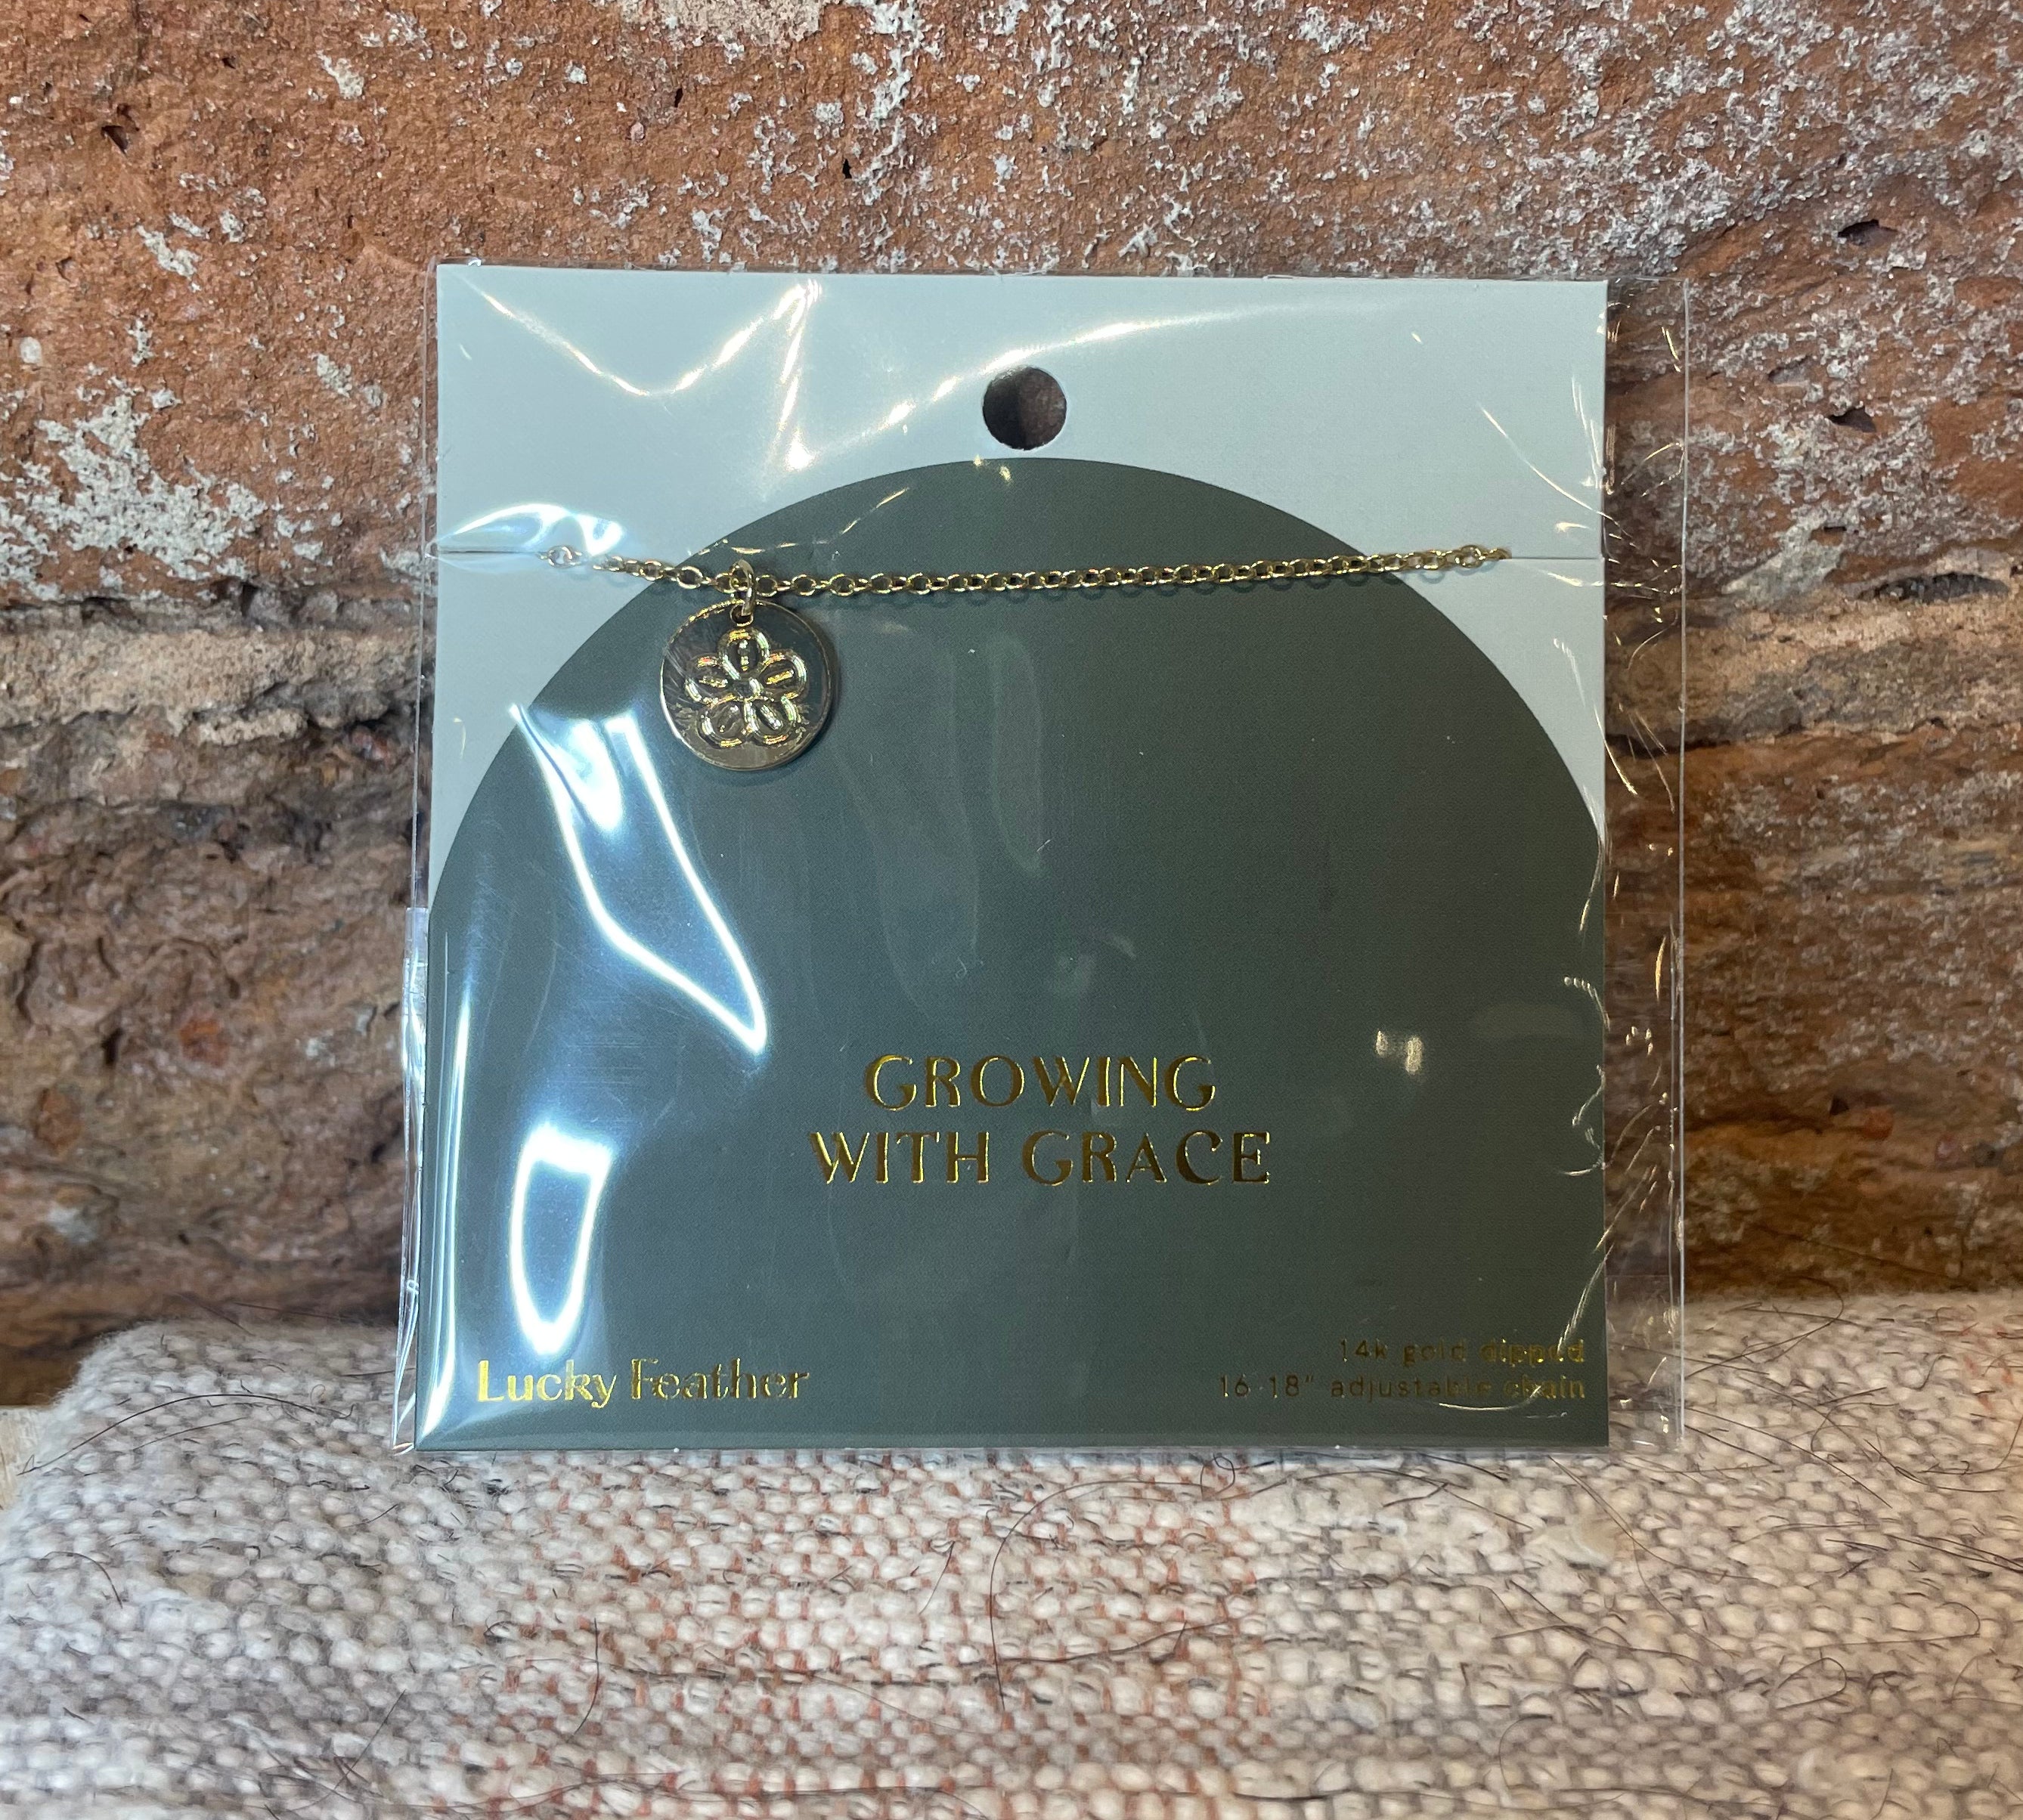 GROWING
WITH GRACE
Lucky Feather
14k gold dipped
16-18" adjustable chain